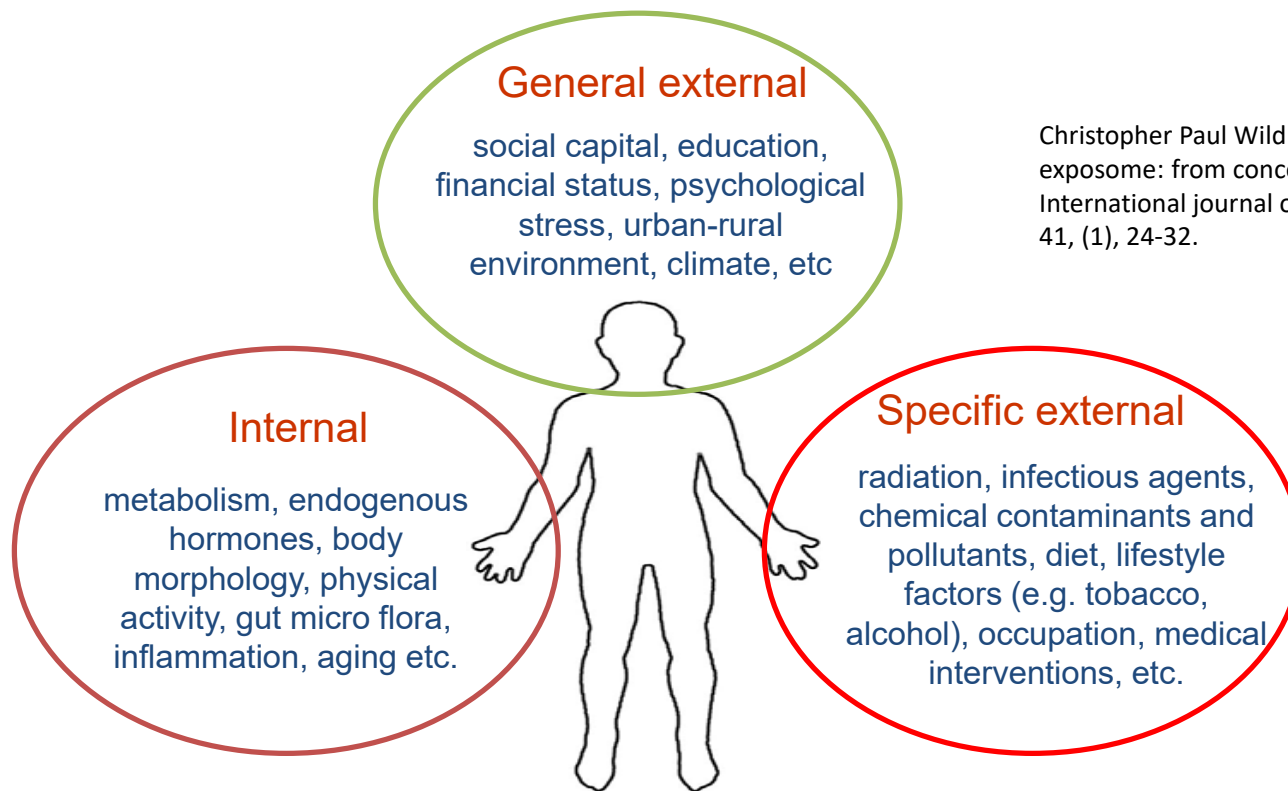 General external
social capital, education,
financial status, psychological
stress, urban-rural
environment, climate, etc
Christopher Paul Wild
exposome: from conce
International journal o
41, (1), 24-32.
Internal
metabolism, endogenous
hormones, body
morphology, physical
activity, gut micro flora,
inflammation, aging etc.
Specific external
radiation, infectious agents,
chemical contaminants and
pollutants, diet, lifestyle
factors (e.g. tobacco,
alcohol), occupation, medical
interventions, etc.